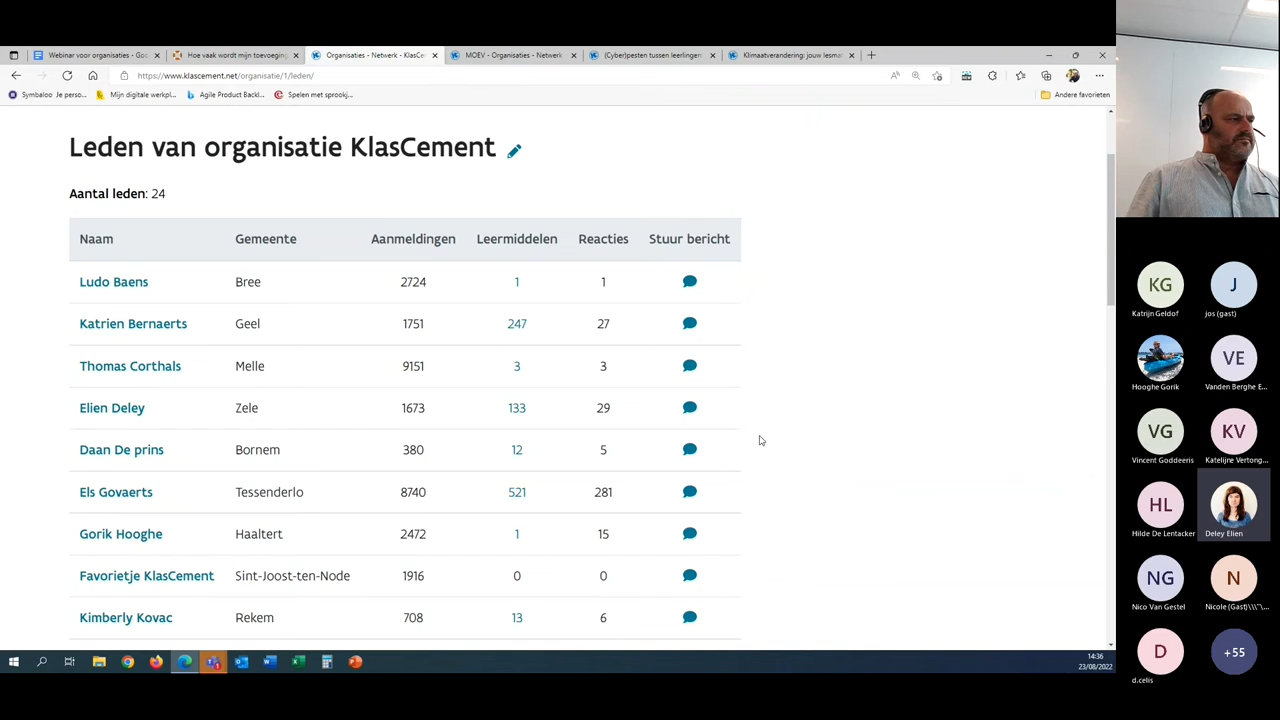 Webinar voor organisaties - Goo
Hoe vaak wordt mijn toevoeging
Organisaties - Netwerk - KlasCe
MOEV - Organisaties - Netwerk
(Cyber)pesten tussen leerlingen
Klimaatverandering: jouw lesma
https://www.klascement.net/organisatie/1/leden/
Symbaloo Je perso...
Mijn digitale werkpl...
Agile Product Backl...
Spelen met sprookj...
Andere favorieten
Leden van organisatie KlasCement
Aantal leden: 24
Naam Gemeente Aanmeldingen Leermiddelen Reacties Stuur bericht
Ludo Baens Bree 2724 1 1
Katrien Bernaerts Geel 1751 247 27
Thomas Corthals Melle 9151 3 3
Elien Deley Zele 1673 133 29
Daan De prins Bornem 380 12 5
Els Govaerts Tessenderlo 8740 521 281
Gorik Hooghe Haaltert 2472 1 15
Favorietje KlasCement Sint-Joost-ten-Node 1916 0 0
Kimberly Kovac Rekem 708 13 6
14:36
23/08/2022
KG J
Katrijn Geldof jos (gast)
VE
Hooghe Gorik Vanden Berghe E...
VG KV
Vincent Goddeeris Katelijne Vertong...
HL
Hilde De Lentacker Deley Elien
NG N
Nico Van Gestel Nicole (Gast)\\\"\...
D +55
d.celis